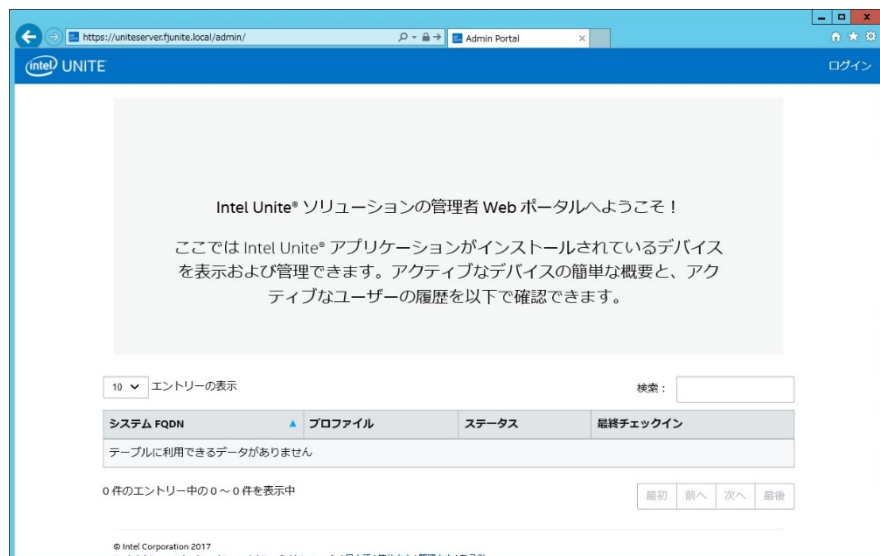 https://uniteserver.fjunite.local/admin/
Admin Portal
intel UNITE
ログイン
Intel Unite® ソリューションの管理者 Web ポータルへようこそ！
ここでは Intel Unite® アプリケーションがインストールされているデバイス
を表示および管理できます。アクティブなデバイスの簡単な概要と、アク
ティブなユーザーの履歴を以下で確認できます。
10 エントリーの表示
検索：
システム FQDN プロファイル ステータス 最終チェックイン
テーブルに利用できるデータがありません
0 件のエントリー中の 0 ～ 0 件を表示中
最初 前へ 次へ 最後
© Intel Corporation 2017